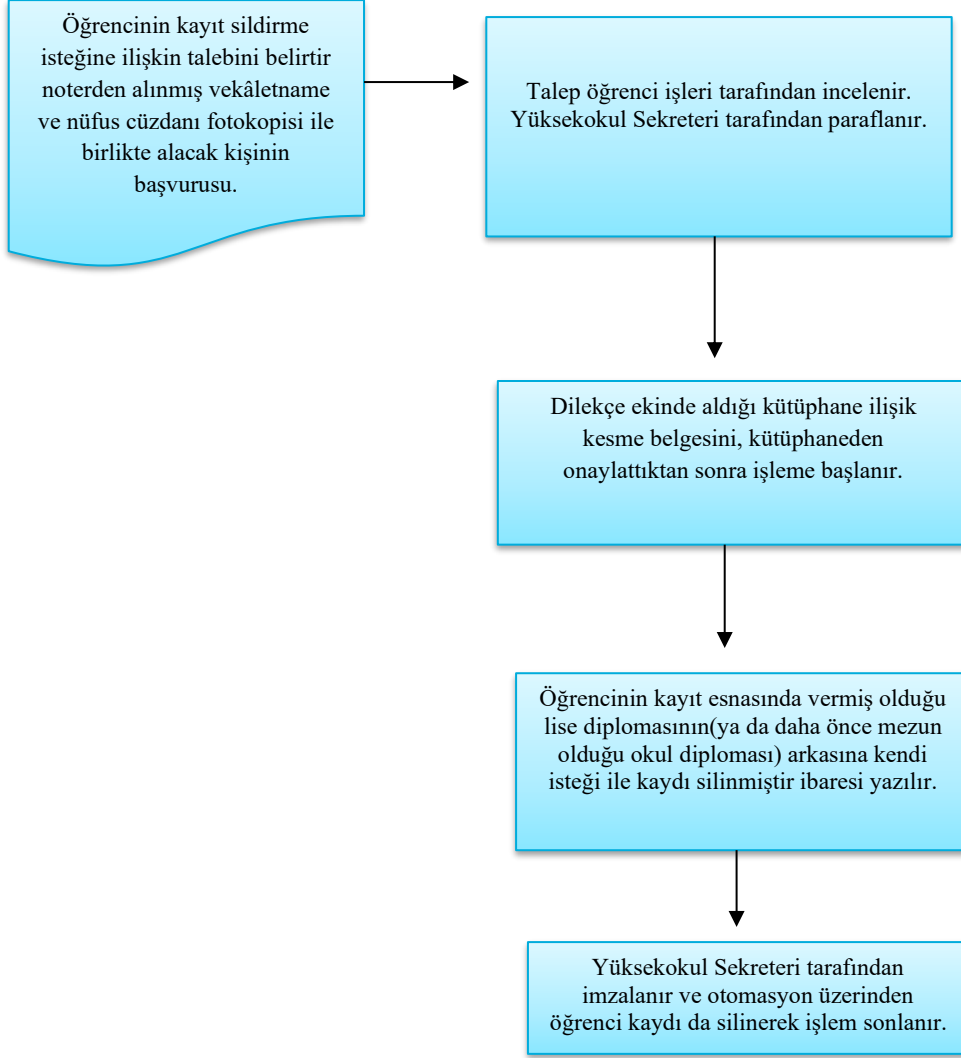 Öğrencinin kayıt sildirme
isteğine ilişkin talebini belirtir
noterden alınmış vekâletname
ve nüfus cüzdanı fotokopisi ile
birlikte alacak kişinin
başvurusu.
Talep öğrenci işleri tarafından incelenir.
Yüksekokul Sekreteri tarafından paraflanır.
Dilekçe ekinde aldığı kütüphane ilişik
kesme belgesini, kütüphaneden
onaylattıktan sonra işleme başlanır.
Öğrencinin kayıt esnasında vermiş olduğu
lise diplomasının(ya da daha önce mezun
olduğu okul diploması) arkasına kendi
isteği ile kaydı silinmiştir ibaresi yazılır.
Yüksekokul Sekreteri tarafından
imzalanır ve otomasyon üzerinden
öğrenci kaydı da silinerek işlem sonlanır.